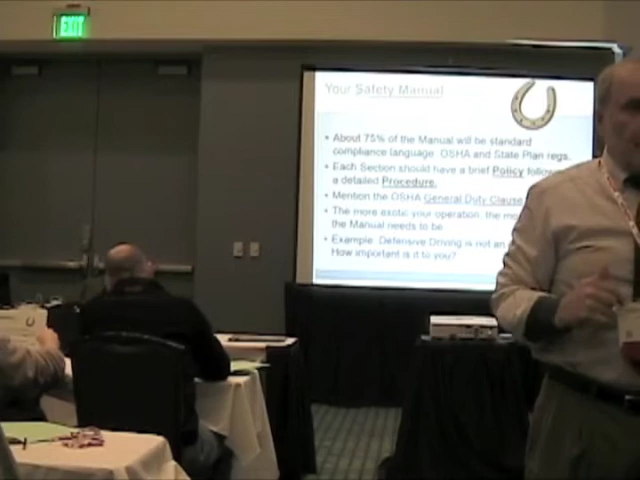 EXIT
Your Safety Manual
• About 75% of the Manual will be standard
compliance language. OSHA and State Plan regs.
• Each Section should have a brief Policy
a detailed Procedure.
• Mention the OSHA General Duty Clause
• The more exotic your operation, the
the Manual needs to be
• Example: Defensive Driving is not an
How important is it to you?